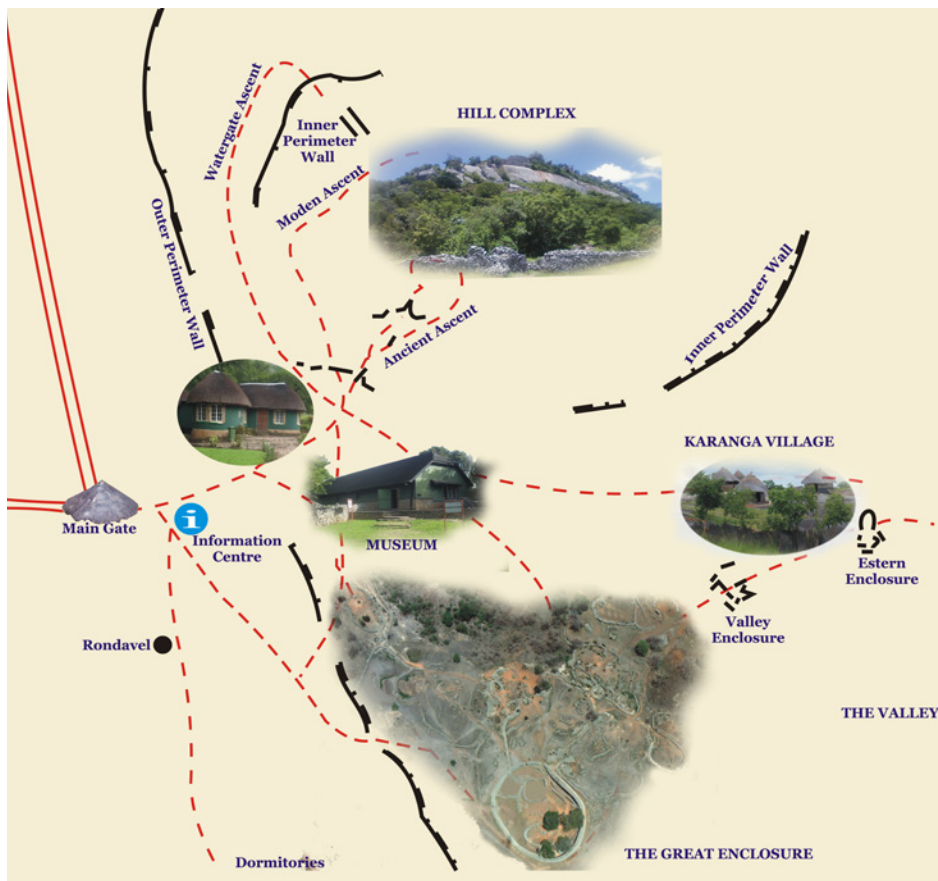 HILL COMPLEX
Watergate Ascent
Inner
Perimeter
Wall
Moden Ascent
Outer Perimeter Wall
Ancient Ascent
Inner Perimeter Wall
KARANGA VILLAGE
Main Gate
i
Information
Centre
MUSEUM
Estern
Enclosure
Valley
Enclosure
Rondavel
THE VALLEY
Dormitories
THE GREAT ENCLOSURE